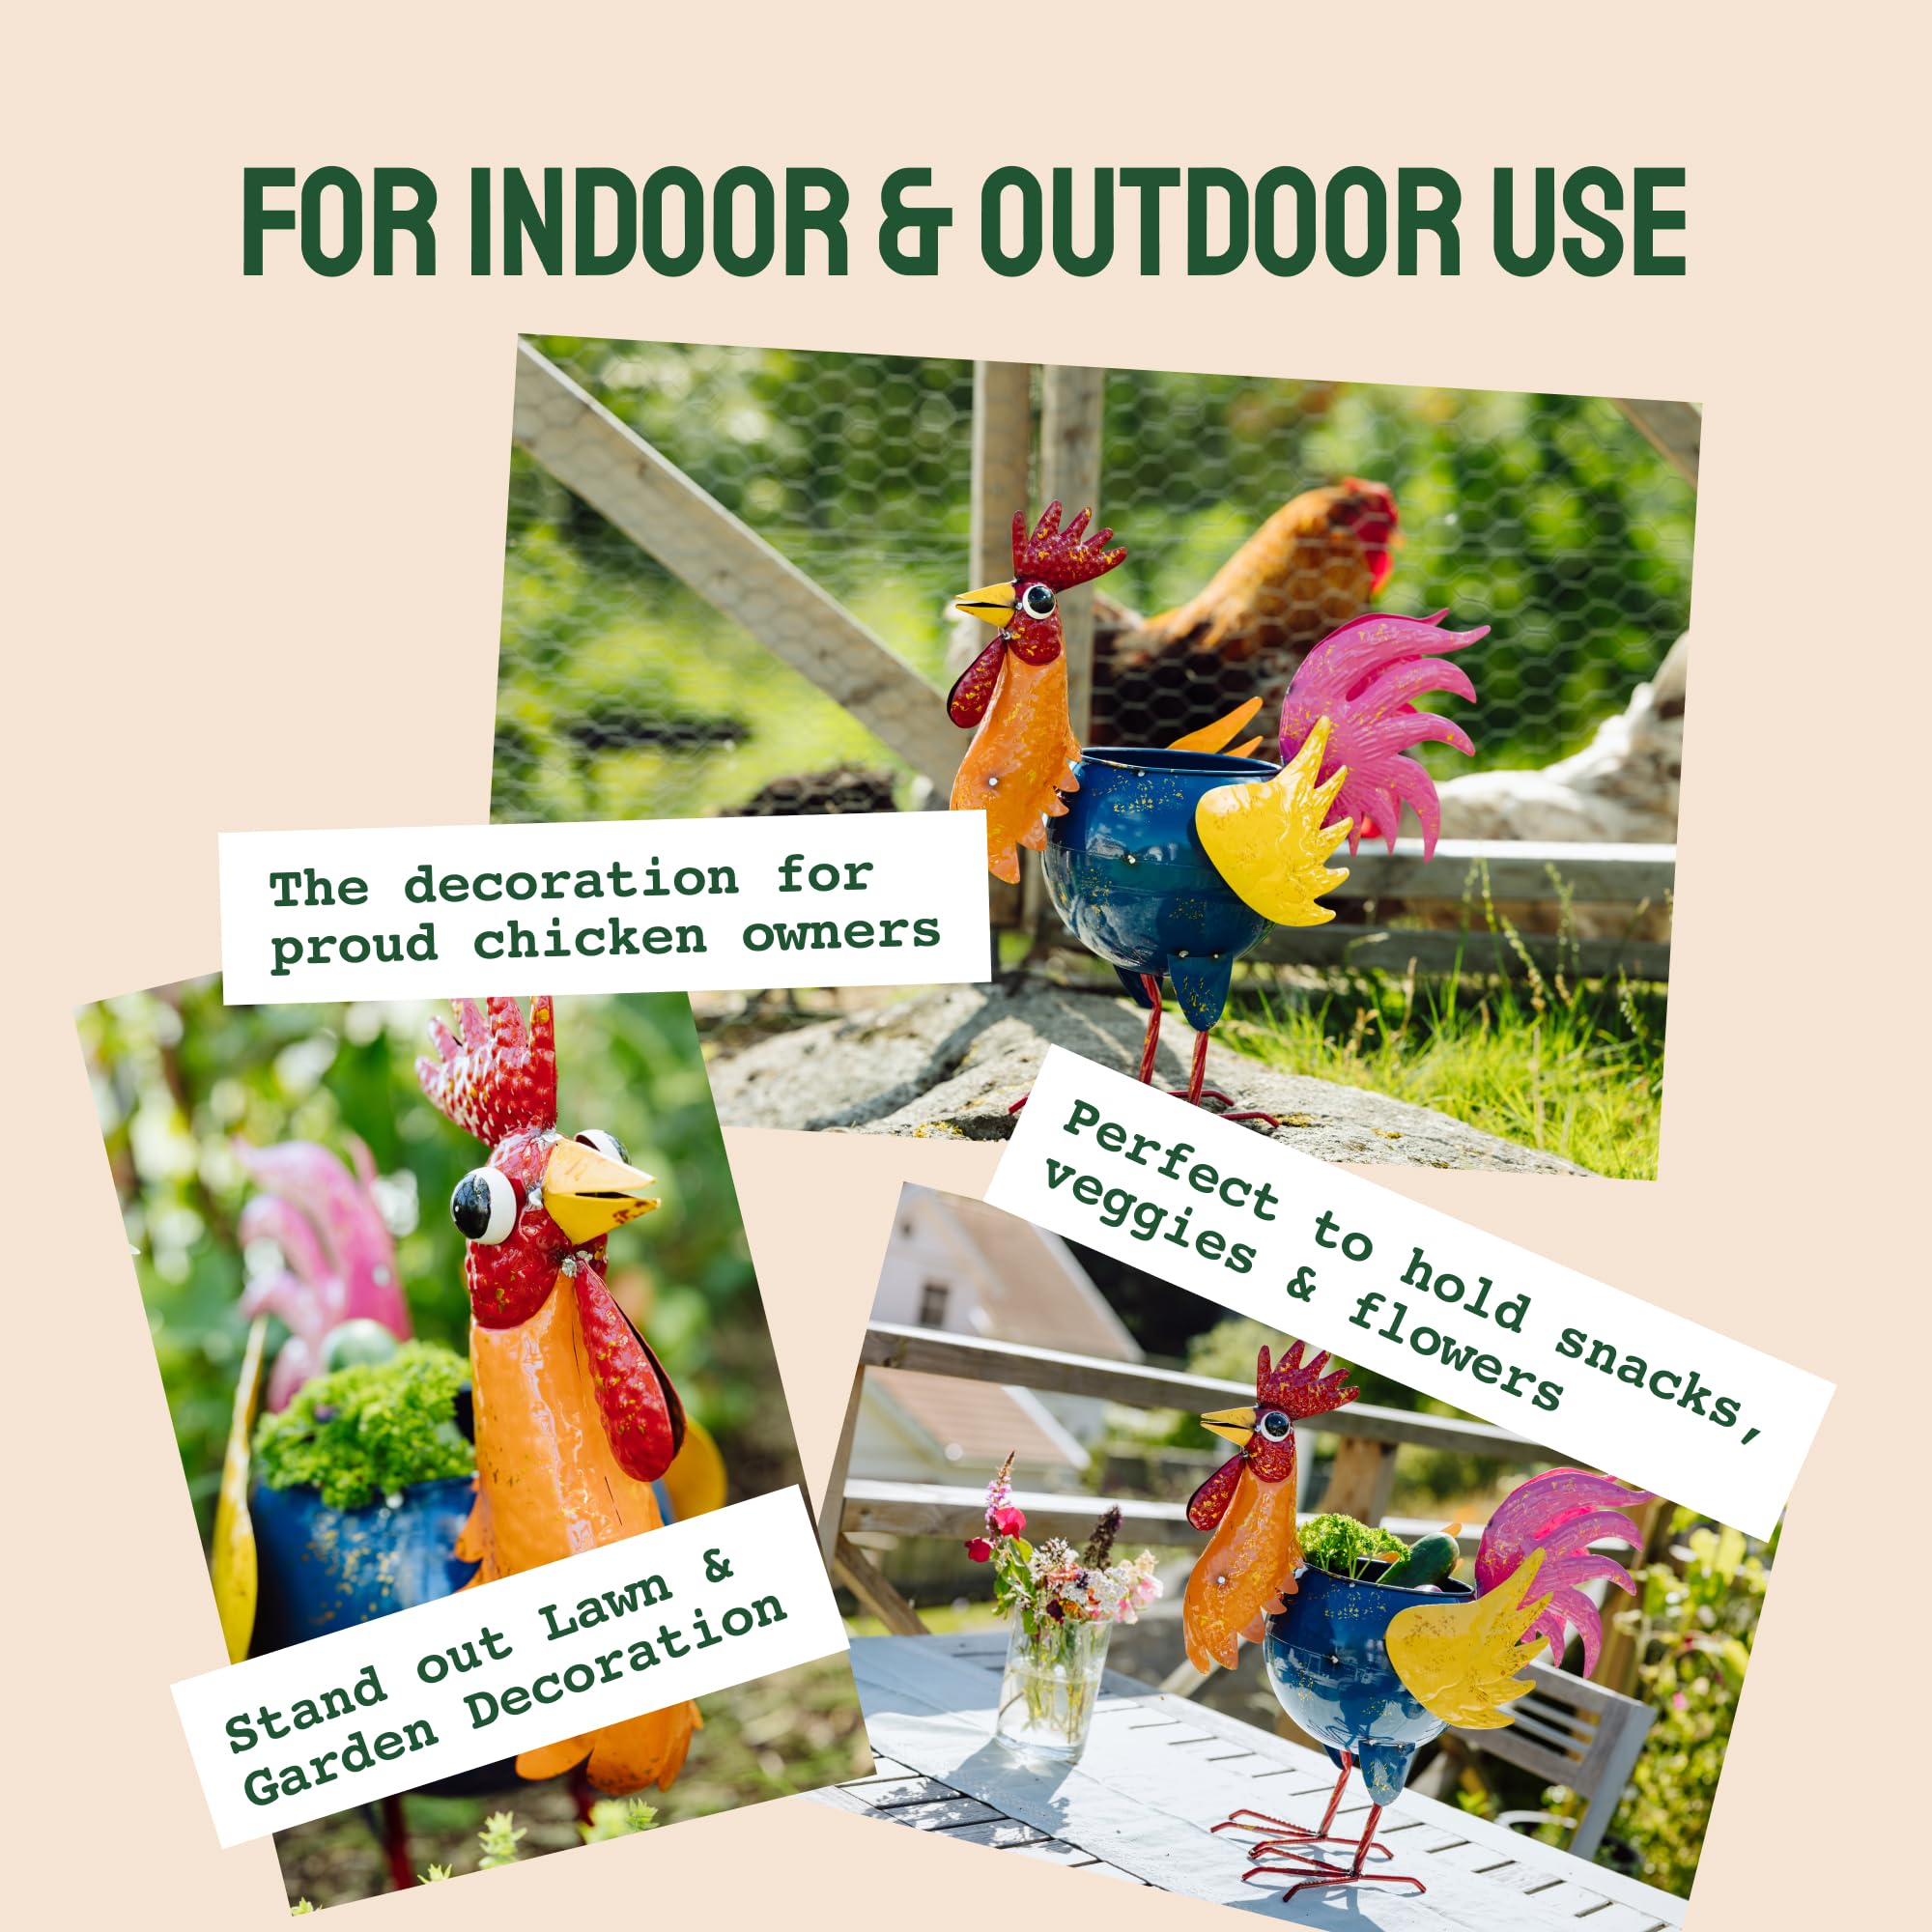 FOR INDOOR & OUTDOOR USE
The decoration for
proud chicken owners
Perfect to hold snacks,
veggies & flowers
Stand out Lawn &
Garden Decoration